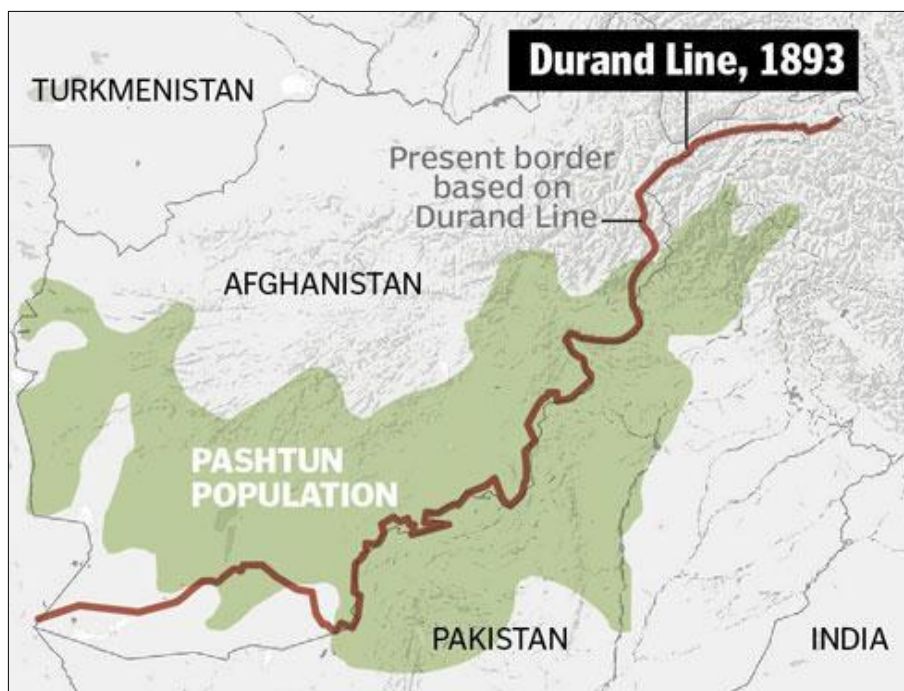 Durand Line, 1893
TURKMENISTAN
Present border
based on
Durand Line
AFGHANISTAN
PASHTUN
POPULATION
PAKISTAN
INDIA